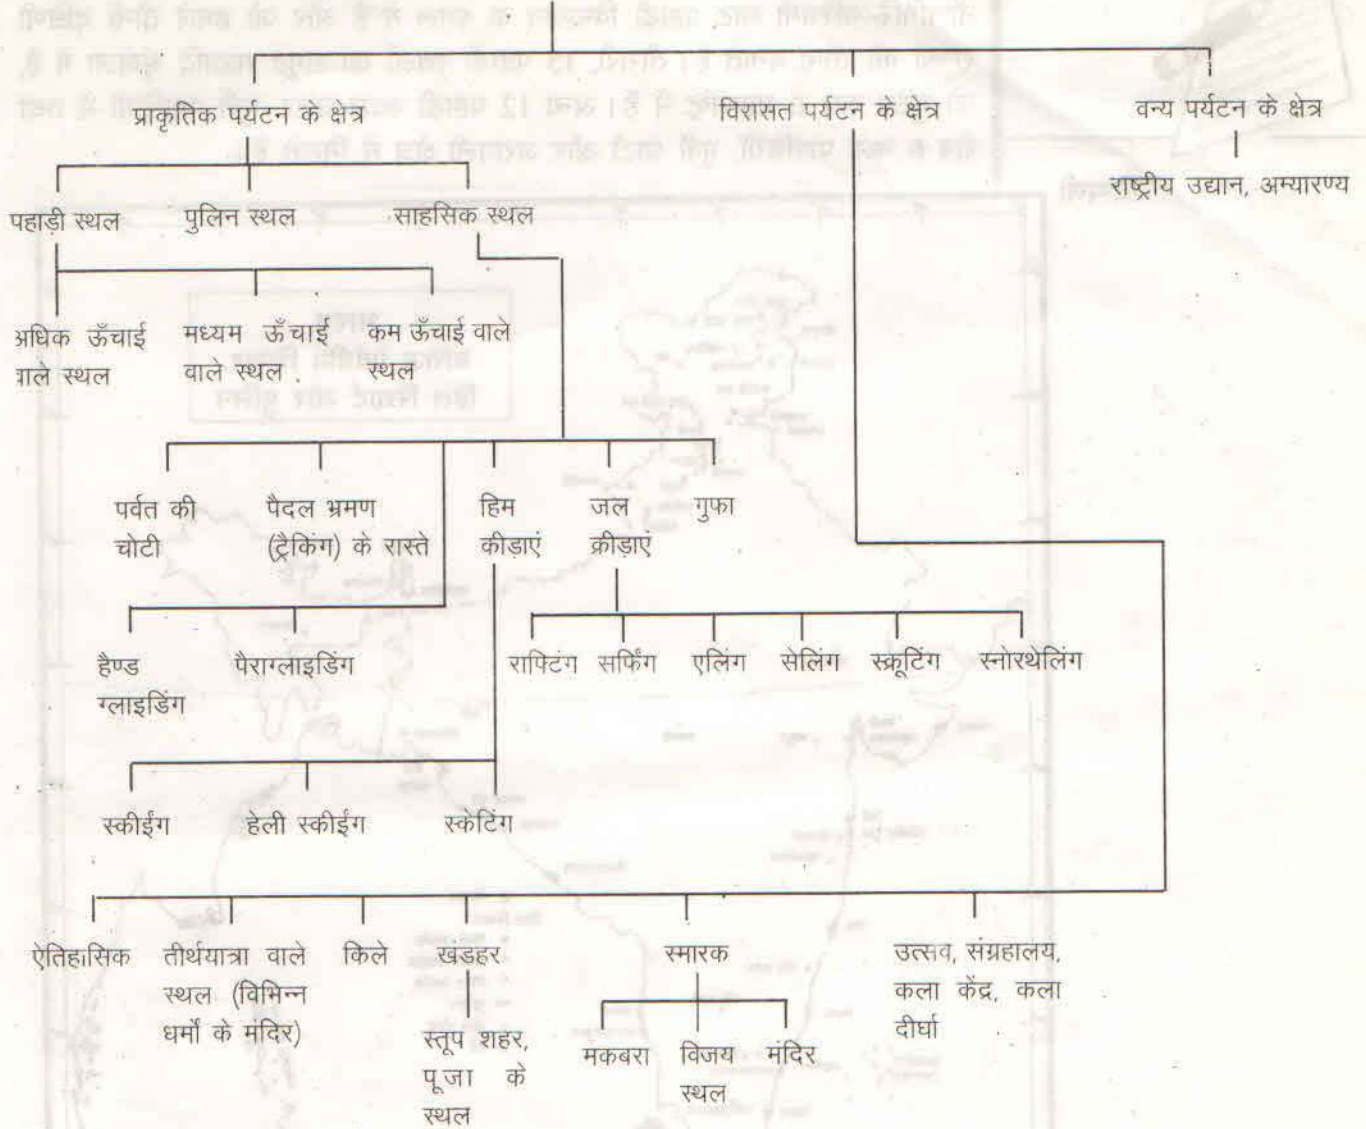 प्राकृतिक पर्यटन के क्षेत्र
विरासत पर्यटन के क्षेत्र
वन्य पर्यटन के क्षेत्र
राष्ट्रीय उद्यान, अम्यारण्य
पहाड़ी स्थल
पुलिन स्थल
साहसिक स्थल
अधिक ऊँचाई
वाले स्थल
मध्यम ऊँचाई
वाले स्थल
कम ऊँचाई वाले
स्थल
पर्वत की
चोटी
पैदल भ्रमण
(ट्रैकिंग) के रास्ते
हिम
कीड़ाएं
जल
क्रीड़ाएं
गुफा
हैण्ड
ग्लाइडिंग
पैराग्लाइडिंग
राफ्टिंग
सर्फिंग
एलिंग
सेलिंग
स्क्रूटिंग
स्नोरथेलिंग
स्कीईंग
हेली स्कीईंग
स्केटिंग
ऐतिहासिक
तीर्थयात्रा वाले
स्थल (विभिन्न
धर्मों के मंदिर)
किले
खंडहर
स्तूप शहर,
पूजा के
स्थल
स्मारक
मकबरा
विजय
स्थल
मंदिर
उत्सव, संग्रहालय,
कला केंद्र, कला
दीर्घा